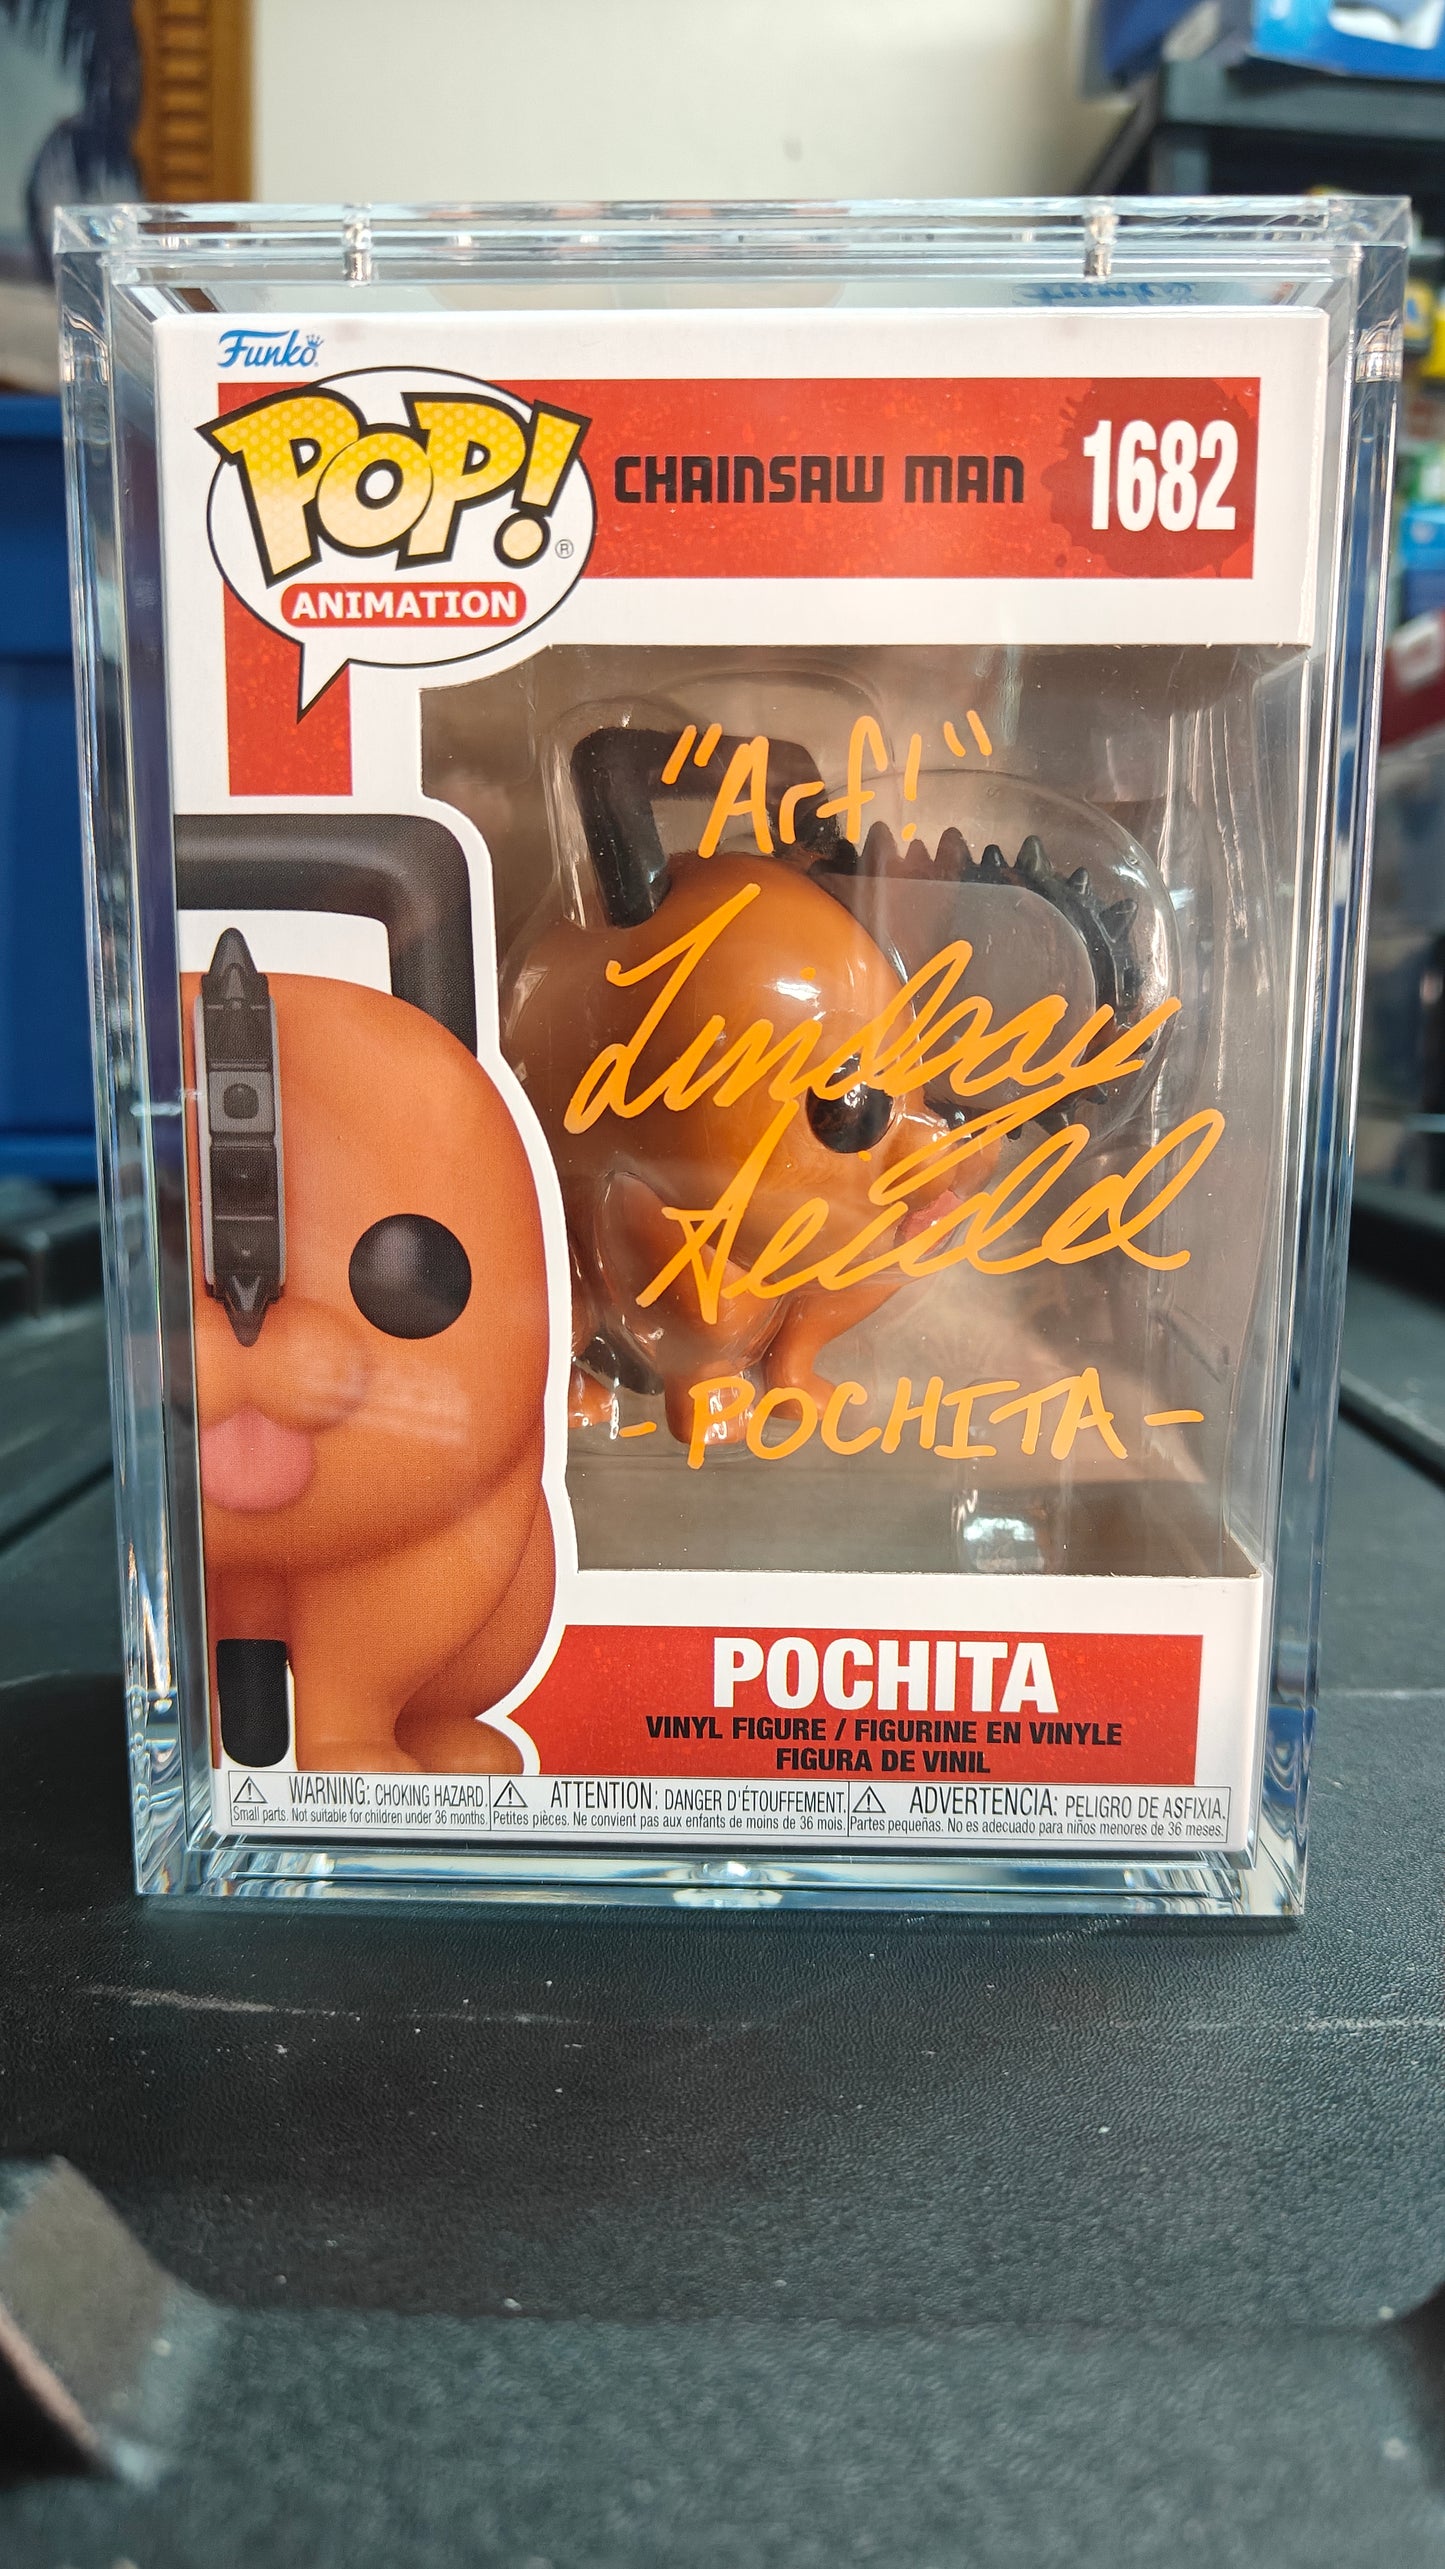 Funko
POP! ®
ANIMATION
CHAINSAW MAN
1682
"Arf!"
Lindsay
Seidel
- POCHITA -
POCHITA
VINYL FIGURE / FIGURINE EN VINYLE
FIGURA DE VINIL
⚠ WARNING: CHOKING HAZARD.
Small parts. Not suitable for children under 36 months.
⚠ ATTENTION: DANGER D'ÉTOUFFEMENT.
Petites pièces. Ne convient pas aux enfants de moins de 36 mois.
⚠ ADVERTENCIA: PELIGRO DE ASFIXIA.
Partes pequeñas. No es adecuado para niños menores de 36 meses.